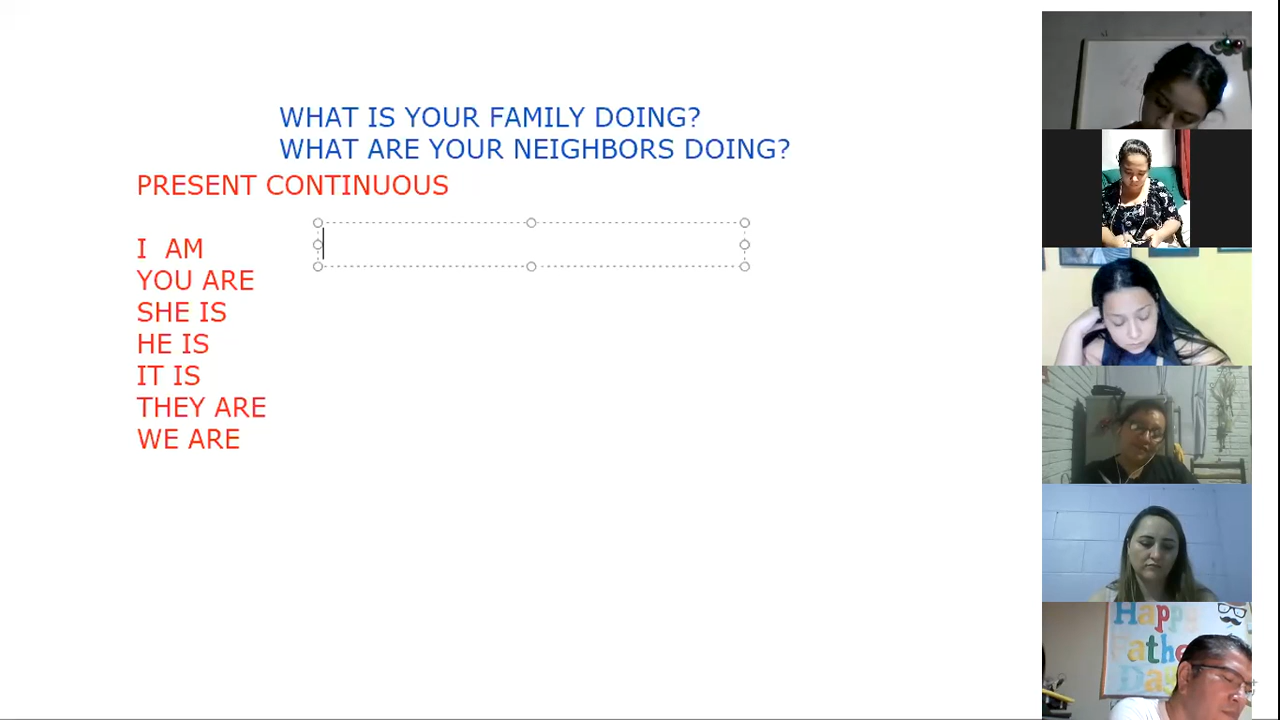 WHAT IS YOUR FAMILY DOING?
WHAT ARE YOUR NEIGHBORS DOING?
PRESENT CONTINUOUS
I AM
YOU ARE
SHE IS
HE IS
IT IS
THEY ARE
WE ARE
Happy
Fathe
Day